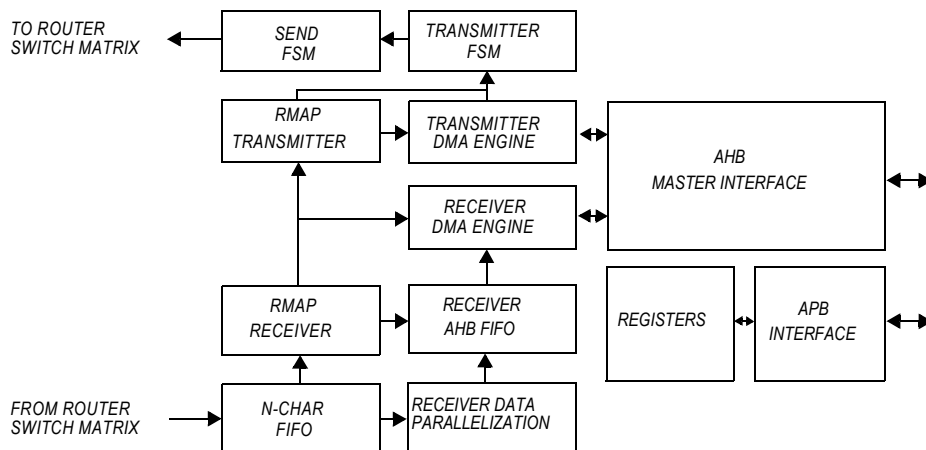 TO ROUTER
SWITCH MATRIX
SEND
FSM
TRANSMITTER
FSM
RMAP
TRANSMITTER
TRANSMITTER
DMA ENGINE
AHB
MASTER INTERFACE
RECEIVER
DMA ENGINE
RMAP
RECEIVER
RECEIVER
AHB FIFO
REGISTERS
APB
INTERFACE
FROM ROUTER
SWITCH MATRIX
N-CHAR
FIFO
RECEIVER DATA
PARALLELIZATION